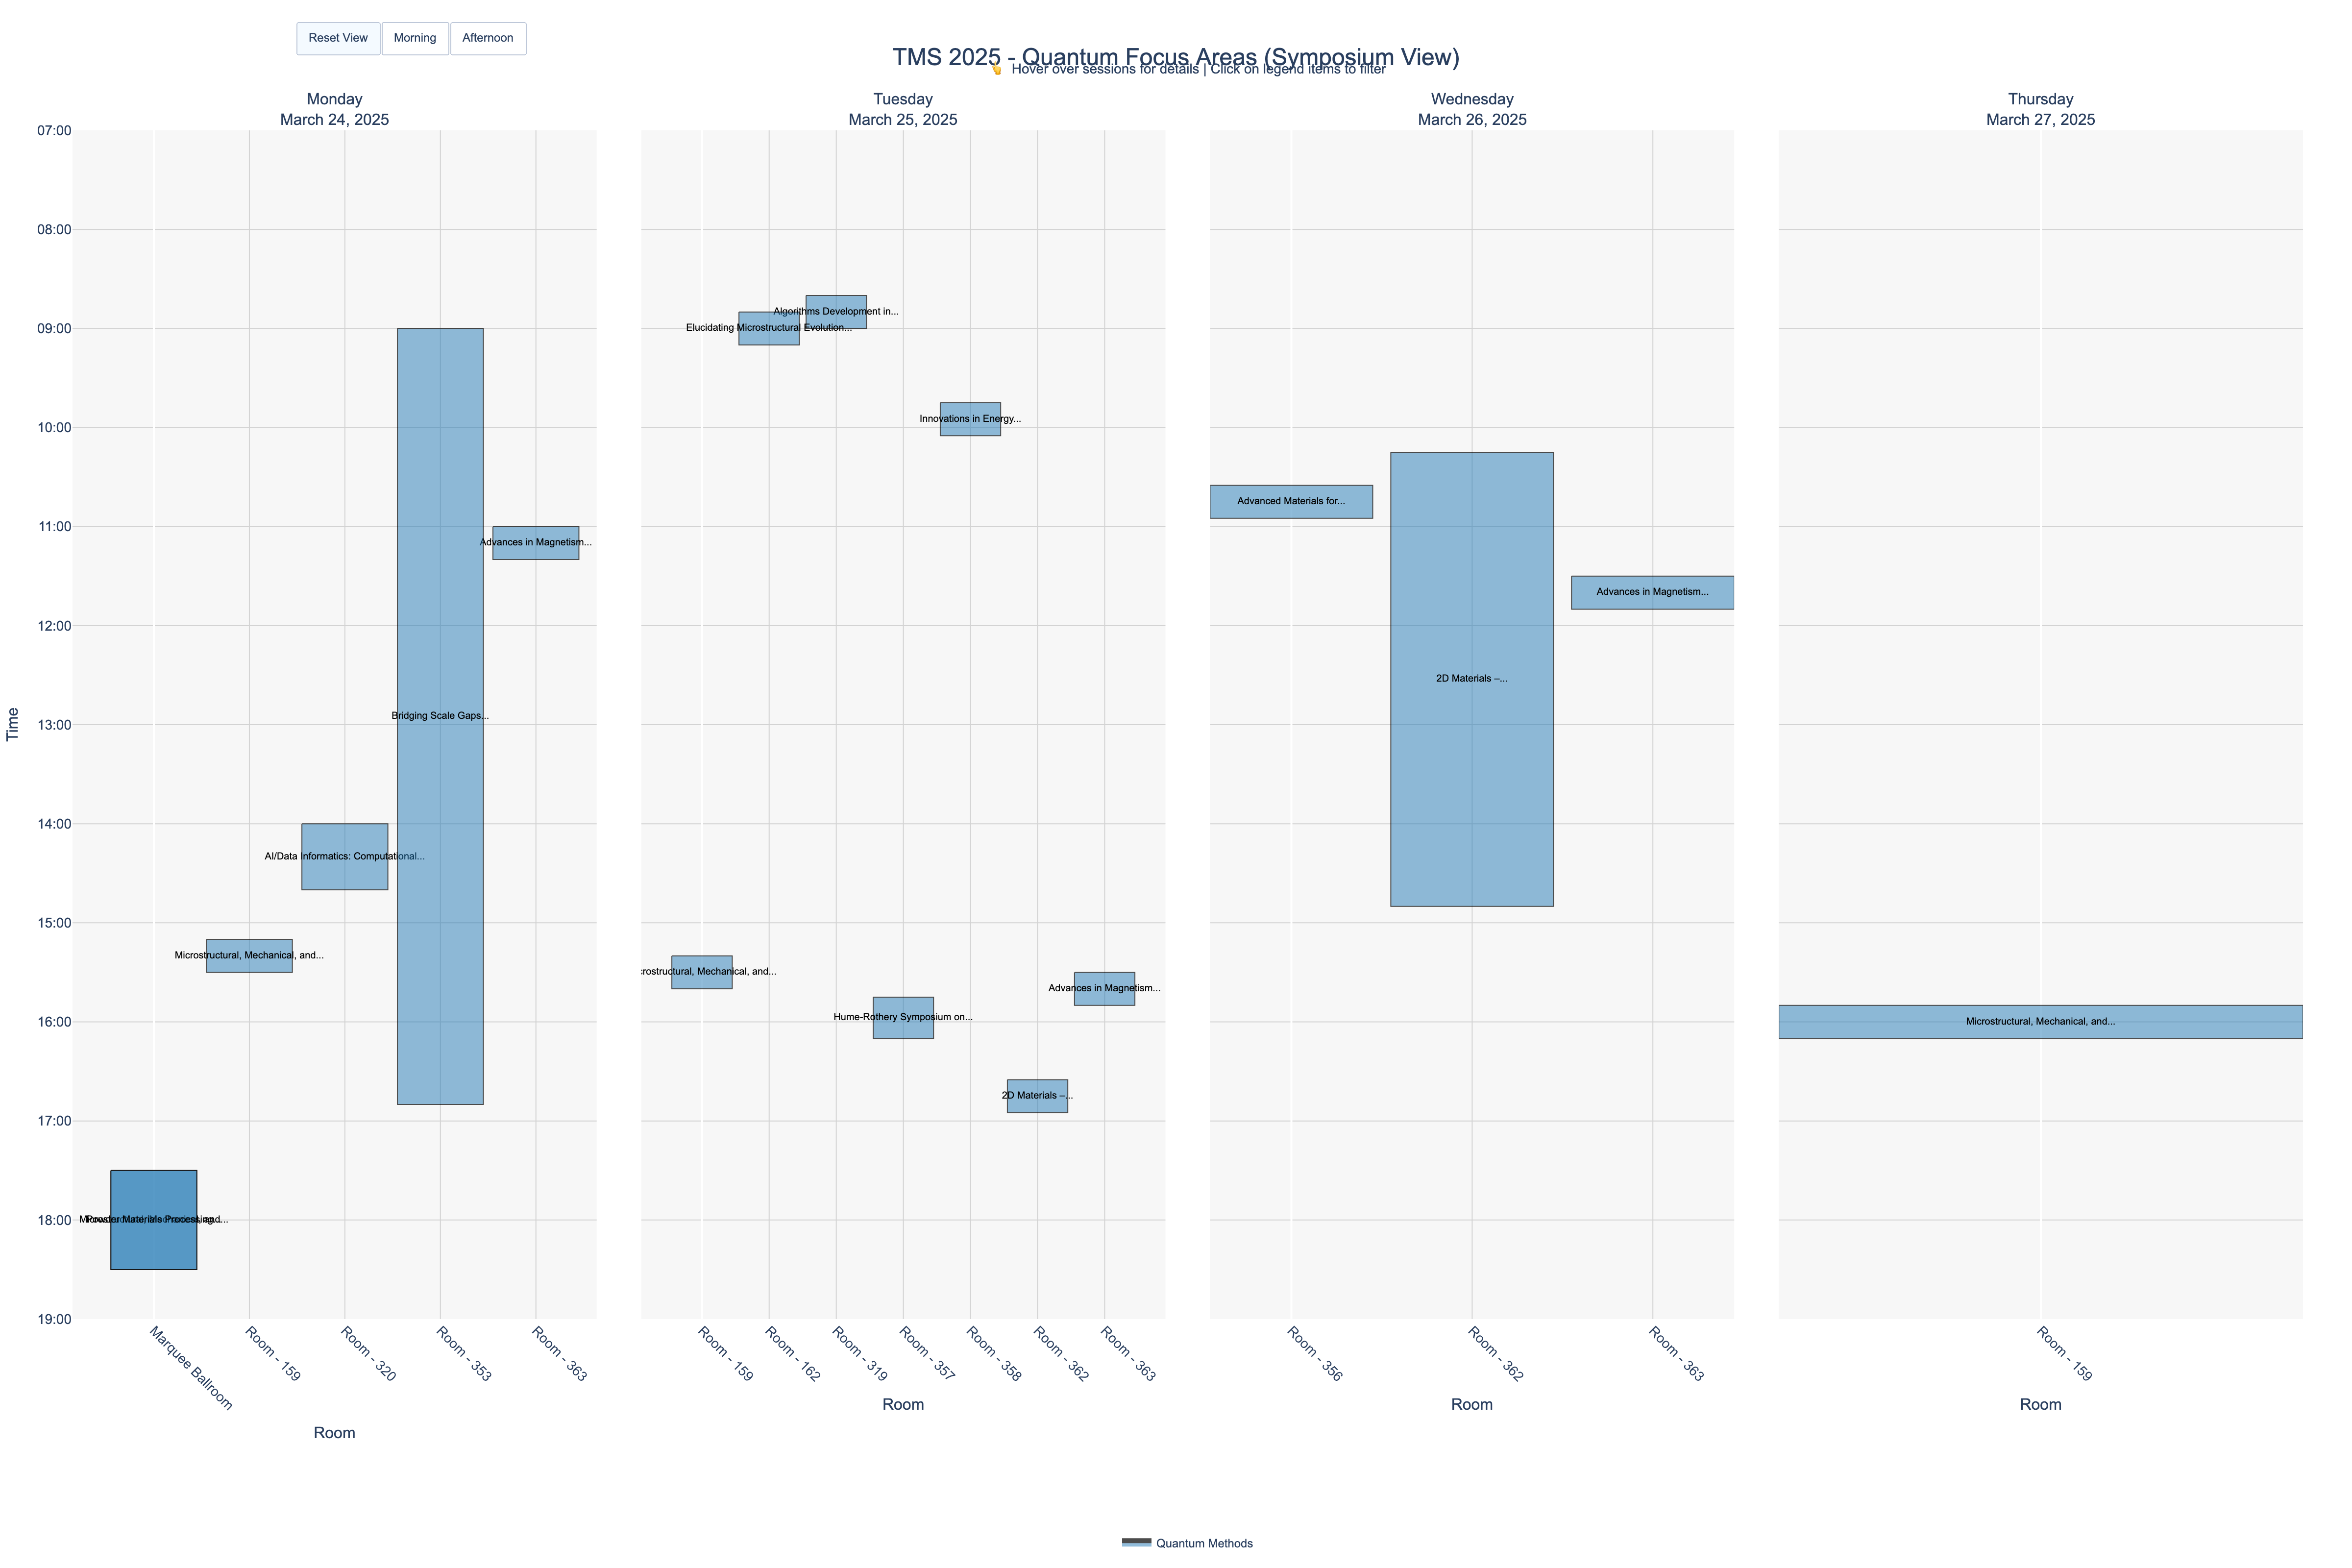 Reset View
Morning
Afternoon
TMS 2025 - Quantum Focus Areas (Symposium View)
Hover over sessions for details | Click on legend items to filter
Monday
March 24, 2025
Tuesday
March 25, 2025
Wednesday
March 26, 2025
Thursday
March 27, 2025
Time
07:00
08:00
09:00
10:00
11:00
12:00
13:00
14:00
15:00
16:00
17:00
18:00
19:00
Advances in Magnetism...
Bridging Scale Gaps...
AI/Data Informatics: Computational...
Microstructural, Mechanical, and...
Powder Materials Processing
Marquee Ballroom
Room - 159
Room - 320
Room - 353
Room - 363
Room
Algorithms Development in...
Elucidating Microstructural Evolution...
Innovations in Energy...
crostructural, Mechanical, and...
Advances in Magnetism...
Hume-Rothery Symposium on...
2D Materials –...
Room - 159
Room - 162
Room - 319
Room - 357
Room - 358
Room - 362
Room - 363
Room
Advanced Materials for...
Advances in Magnetism...
2D Materials –...
Room - 356
Room - 362
Room - 363
Room
Microstructural, Mechanical, and...
Room - 159
Room
Quantum Methods